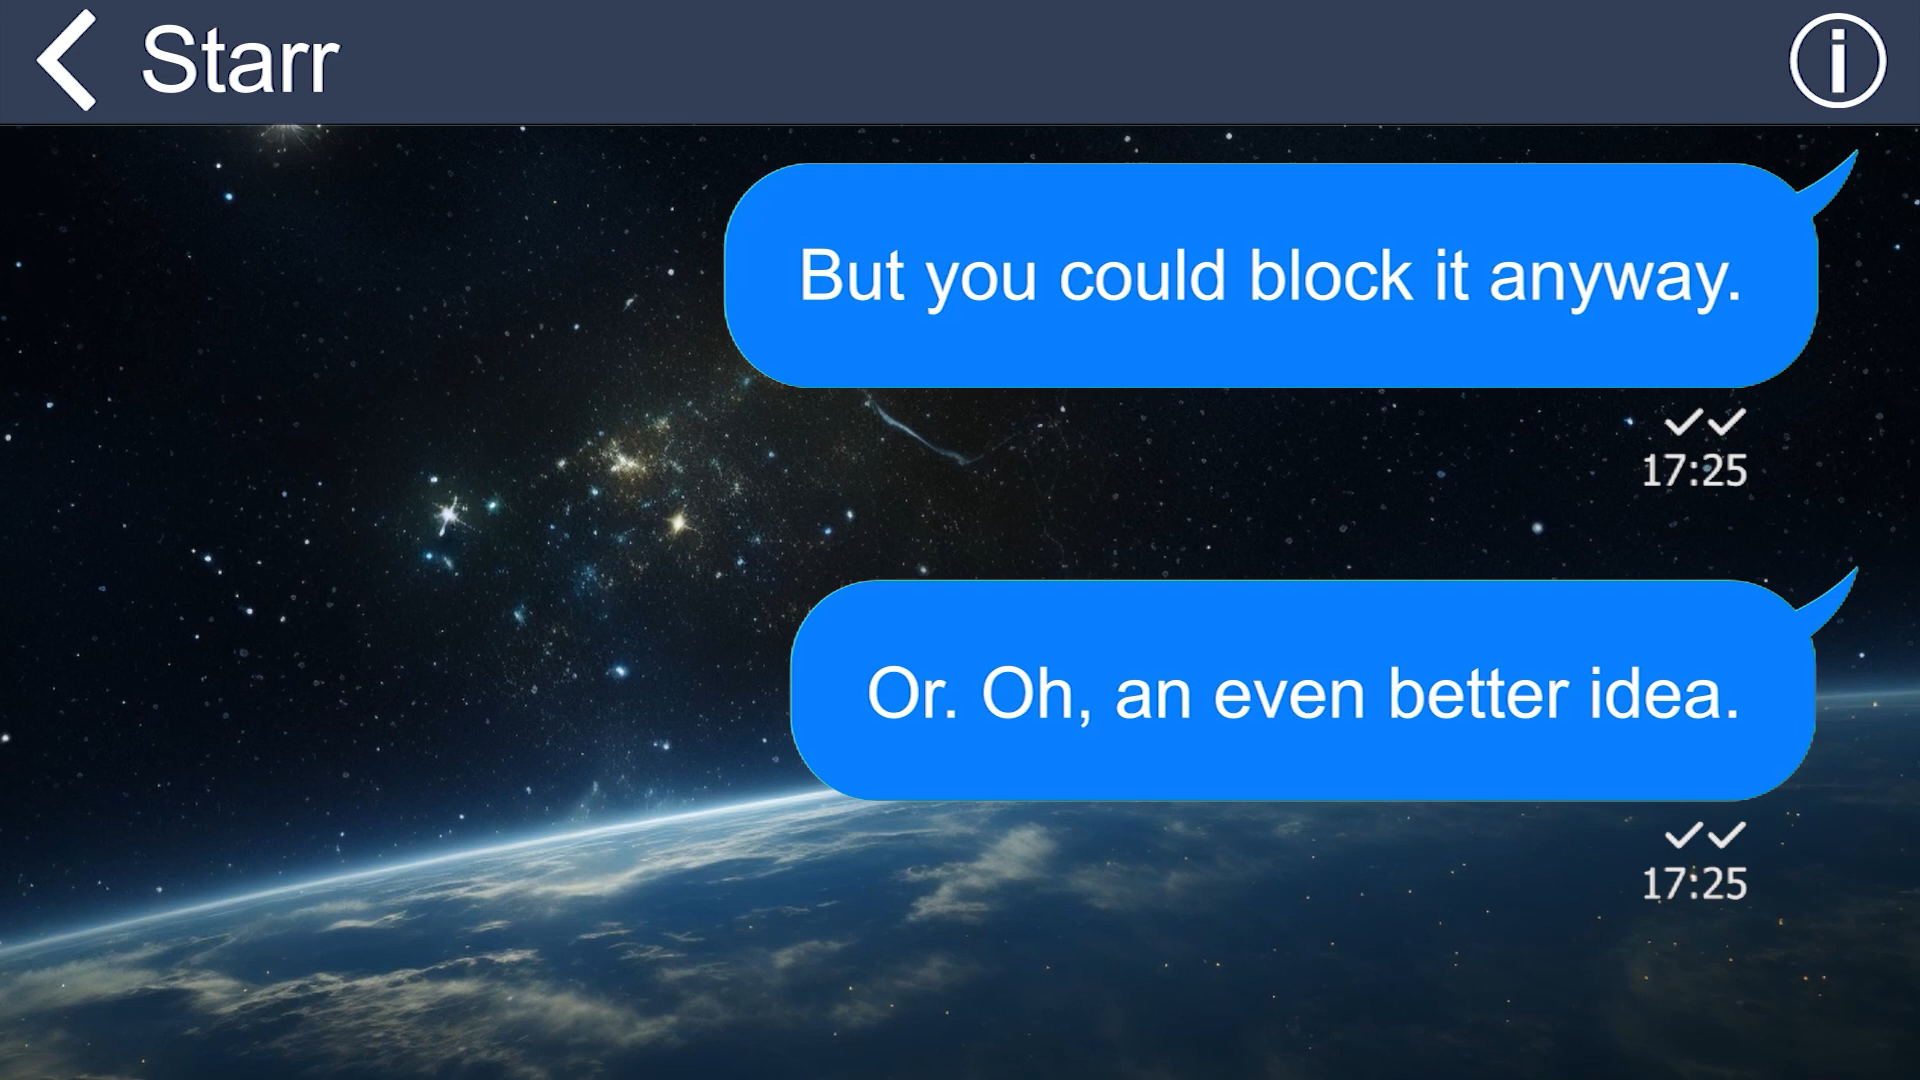 Starr
But you could block it anyway.
17:25
Or. Oh, an even better idea.
17:25